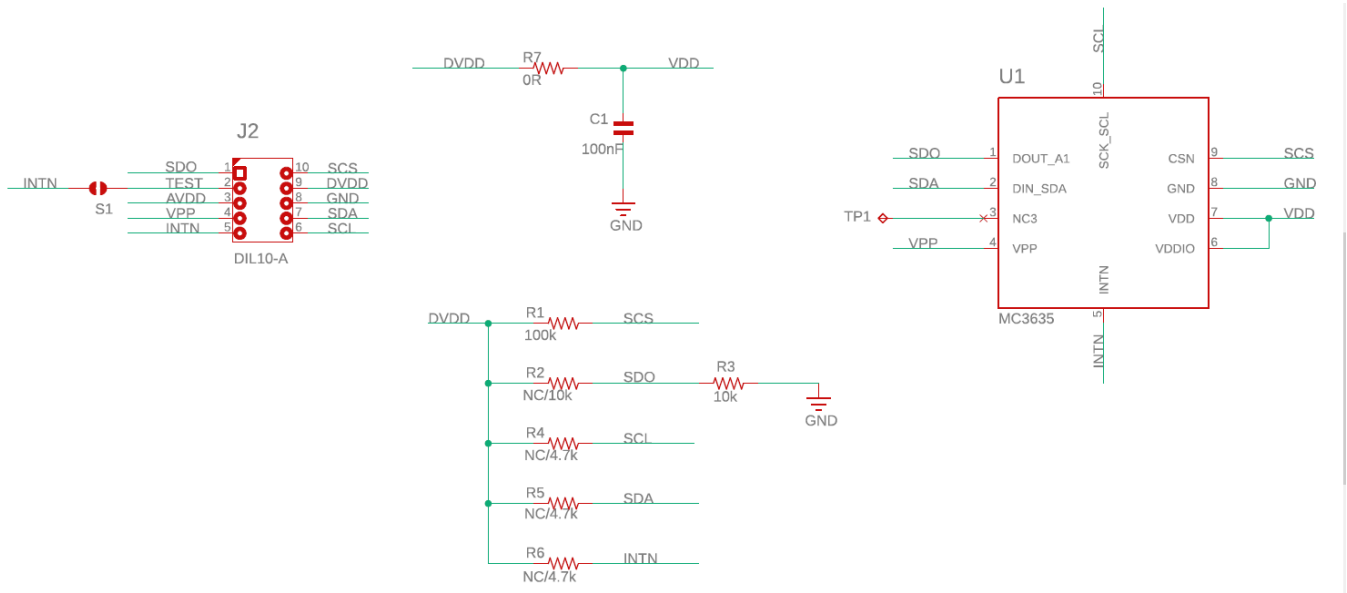 J2
SDO 1 10 SCS
INTN TEST 2 9 DVDD
AVDD 3 8 GND
S1
VPP 4 7 SDA
INTN 5 6 SCL
DIL10-A
DVDD R7 VDD
0R
C1
100nF
GND
DVDD R1 SCS
100k
R2 SDO R3
NC/10k 10k
GND
R4 SCL
NC/4.7k
R5 SDA
NC/4.7k
R6 INTN
NC/4.7k
SCL
U1
10
SCK_SCL
SDO 1 DOUT_A1 CSN 9 SCS
SDA 2 DIN_SDA GND 8 GND
TP1 3 NC3 VDD 7 VDD
VPP 4 VPP VDDIO 6
INTN
MC3635
5
INTN